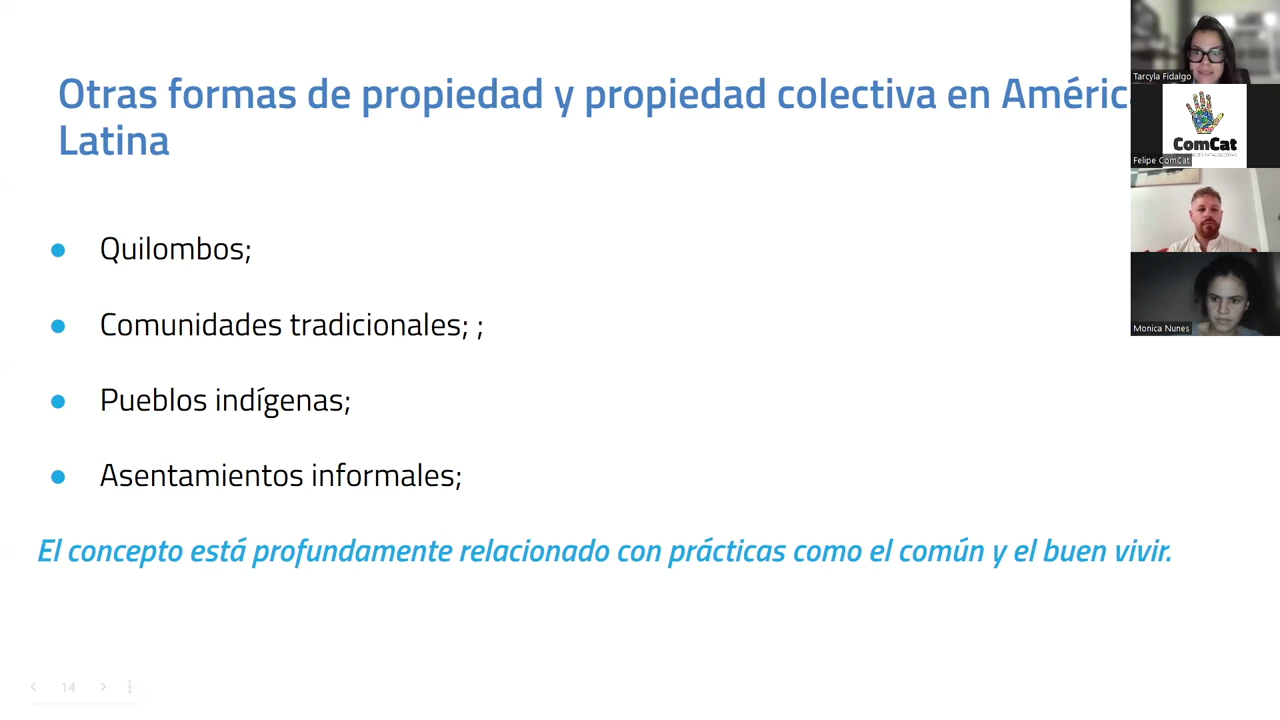 Otras formas de propiedad y propiedad colectiva en Améric
Latina
Quilombos;
Comunidades tradicionales; ;
Pueblos indígenas;
Asentamientos informales;
El concepto está profundamente relacionado con prácticas como el común y el buen vivir.
14
Tarcyla Fidalgo
ComCat
Felipe ComCat
Monica Nunes